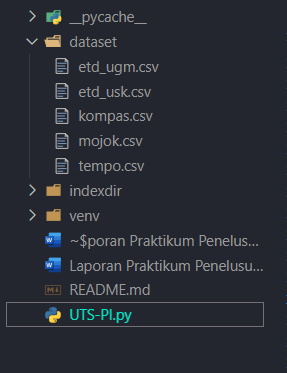 __pycache__
dataset
etd_ugm.csv
etd_usk.csv
kompas.csv
mojok.csv
tempo.csv
indexdir
venv
~$poran Praktikum Penelus...
Laporan Praktikum Penelusu...
README.md
UTS-PI.py